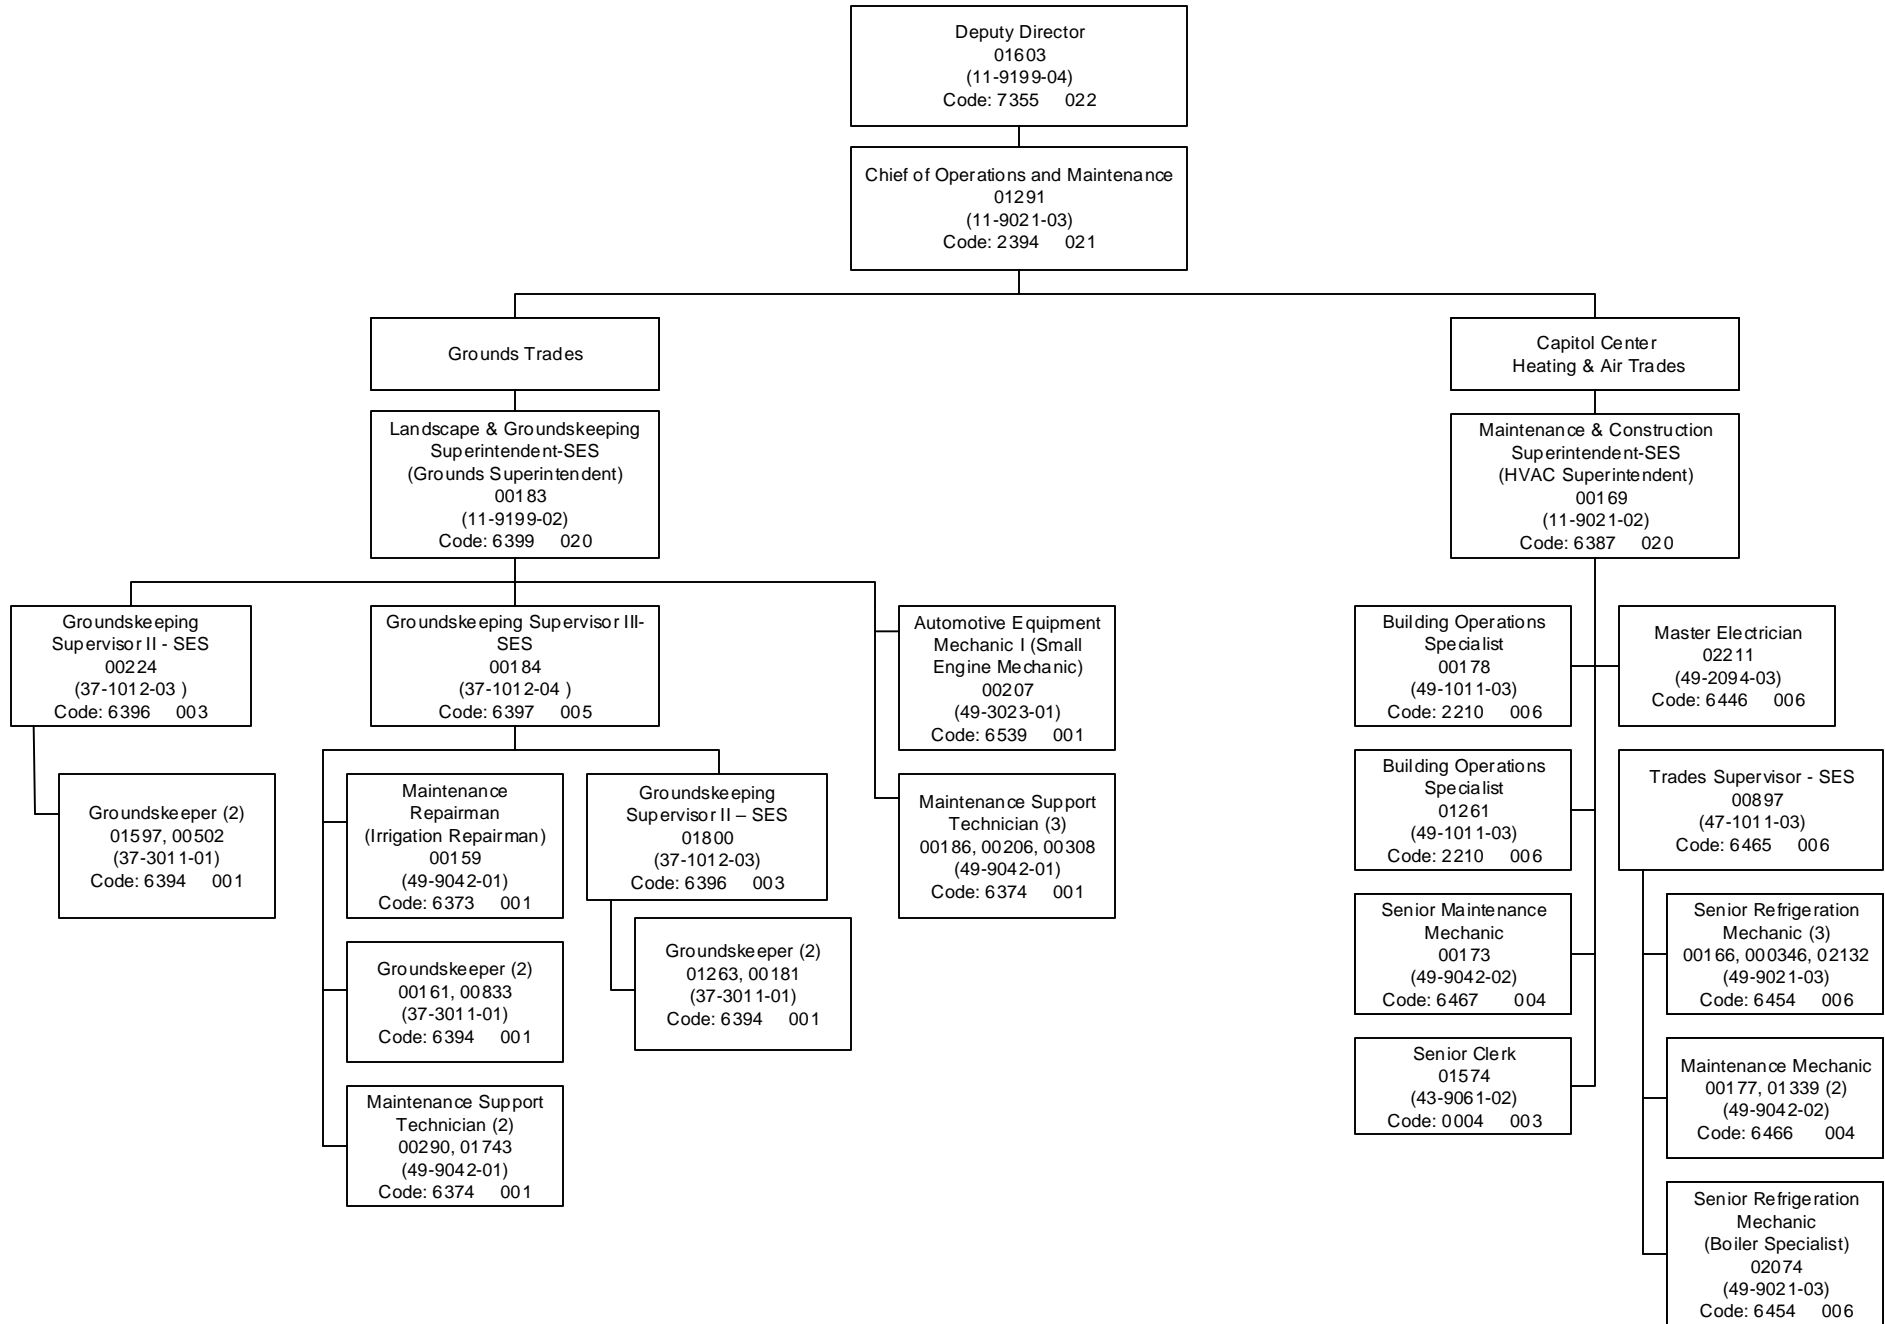 Deputy Director
01603
(11-9199-04)
Code: 7355 022
Chief of Operations and Maintenance
01291
(11-9021-03)
Code: 2394 021
Grounds Trades
Capitol Center
Heating & Air Trades
Landscape & Groundskeeping
Superintendent-SES
(Grounds Superintendent)
00183
(11-9199-02)
Code: 6399 020
Maintenance & Construction
Superintendent-SES
(HVAC Superintendent)
00169
(11-9021-02)
Code: 6387 020
Groundskeeping
Supervisor II - SES
00224
(37-1012-03 )
Code: 6396 003
Groundskeeping Supervisor III-
SES
00184
(37-1012-04 )
Code: 6397 005
Automotive Equipment
Mechanic I (Small
Engine Mechanic)
00207
(49-3023-01)
Code: 6539 001
Building Operations
Specialist
00178
(49-1011-03)
Code: 2210 006
Master Electrician
02211
(49-2094-03)
Code: 6446 006
Groundskeeper (2)
01597, 00502
(37-3011-01)
Code: 6394 001
Maintenance
Repairman
(Irrigation Repairman)
00159
(49-9042-01)
Code: 6373 001
Groundskeeping
Supervisor II – SES
01800
(37-1012-03)
Code: 6396 003
Maintenance Support
Technician (3)
00186, 00206, 00308
(49-9042-01)
Code: 6374 001
Building Operations
Specialist
01261
(49-1011-03)
Code: 2210 006
Trades Supervisor - SES
00897
(47-1011-03)
Code: 6465 006
Groundskeeper (2)
00161, 00833
(37-3011-01)
Code: 6394 001
Groundskeeper (2)
01263, 00181
(37-3011-01)
Code: 6394 001
Senior Maintenance
Mechanic
00173
(49-9042-02)
Code: 6467 004
Senior Refrigeration
Mechanic (3)
00166, 000346, 02132
(49-9021-03)
Code: 6454 006
Maintenance Support
Technician (2)
00290, 01743
(49-9042-01)
Code: 6374 001
Senior Clerk
01574
(43-9061-02)
Code: 0004 003
Maintenance Mechanic
00177, 01339 (2)
(49-9042-02)
Code: 6466 004
Senior Refrigeration
Mechanic
(Boiler Specialist)
02074
(49-9021-03)
Code: 6454 006